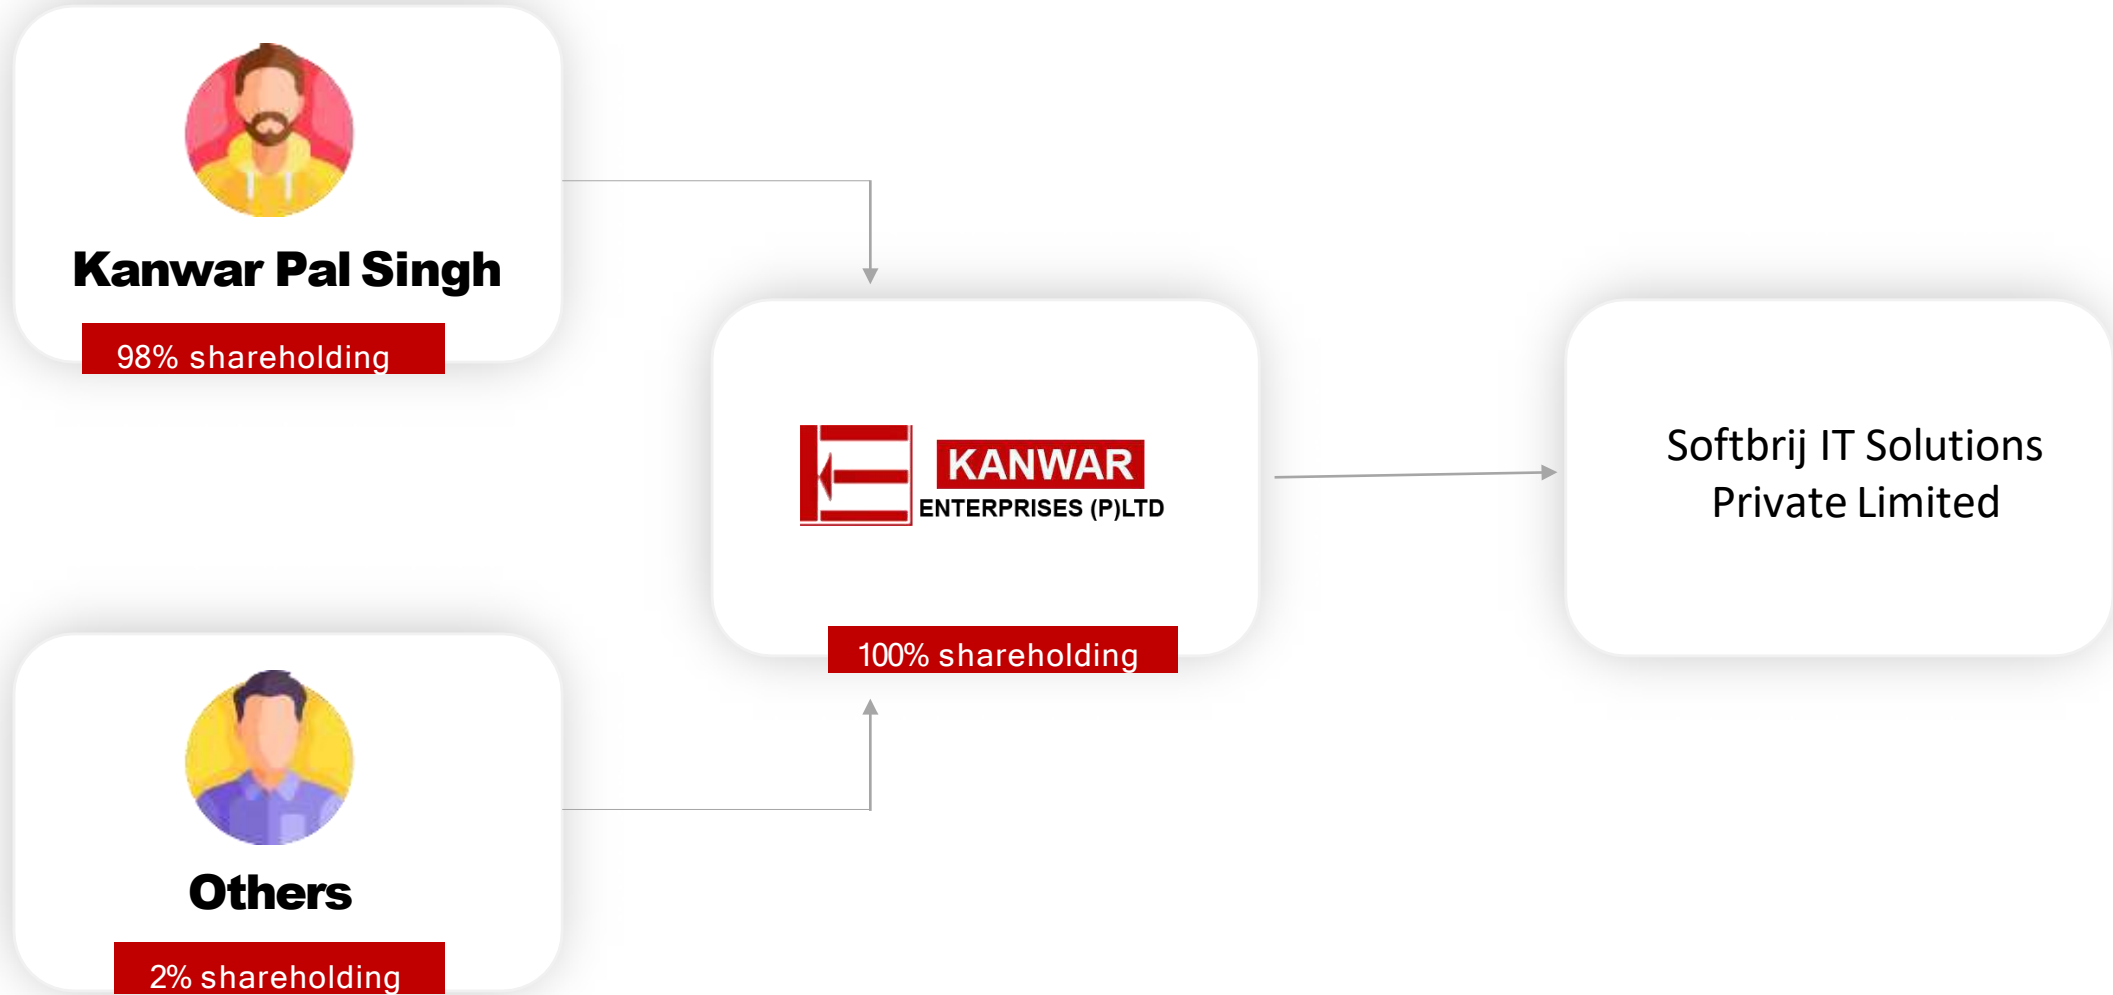 Kanwar Pal Singh
98% shareholding
KANWAR
ENTERPRISES (P)LTD
100% shareholding
Softbrij IT Solutions
Private Limited
Others
2% shareholding